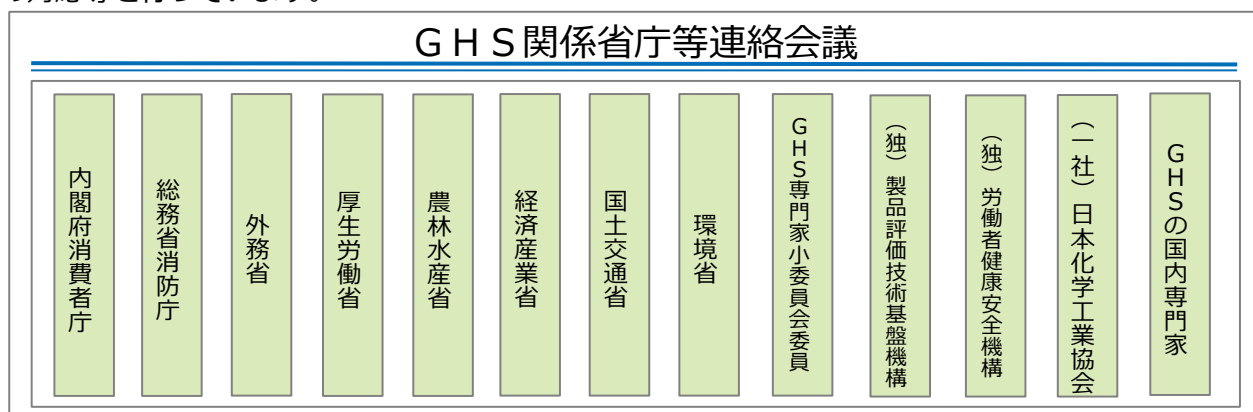 GHS関係省庁等連絡会議
内閣府消費者庁
総務省消防庁
外務省
厚生労働省
農林水産省
経済産業省
国土交通省
環境省
GHS専門家小委員会委員
（独）製品評価技術基盤機構
（独）労働者健康安全機構
（一社）日本化学工業協会
GHSの国内専門家